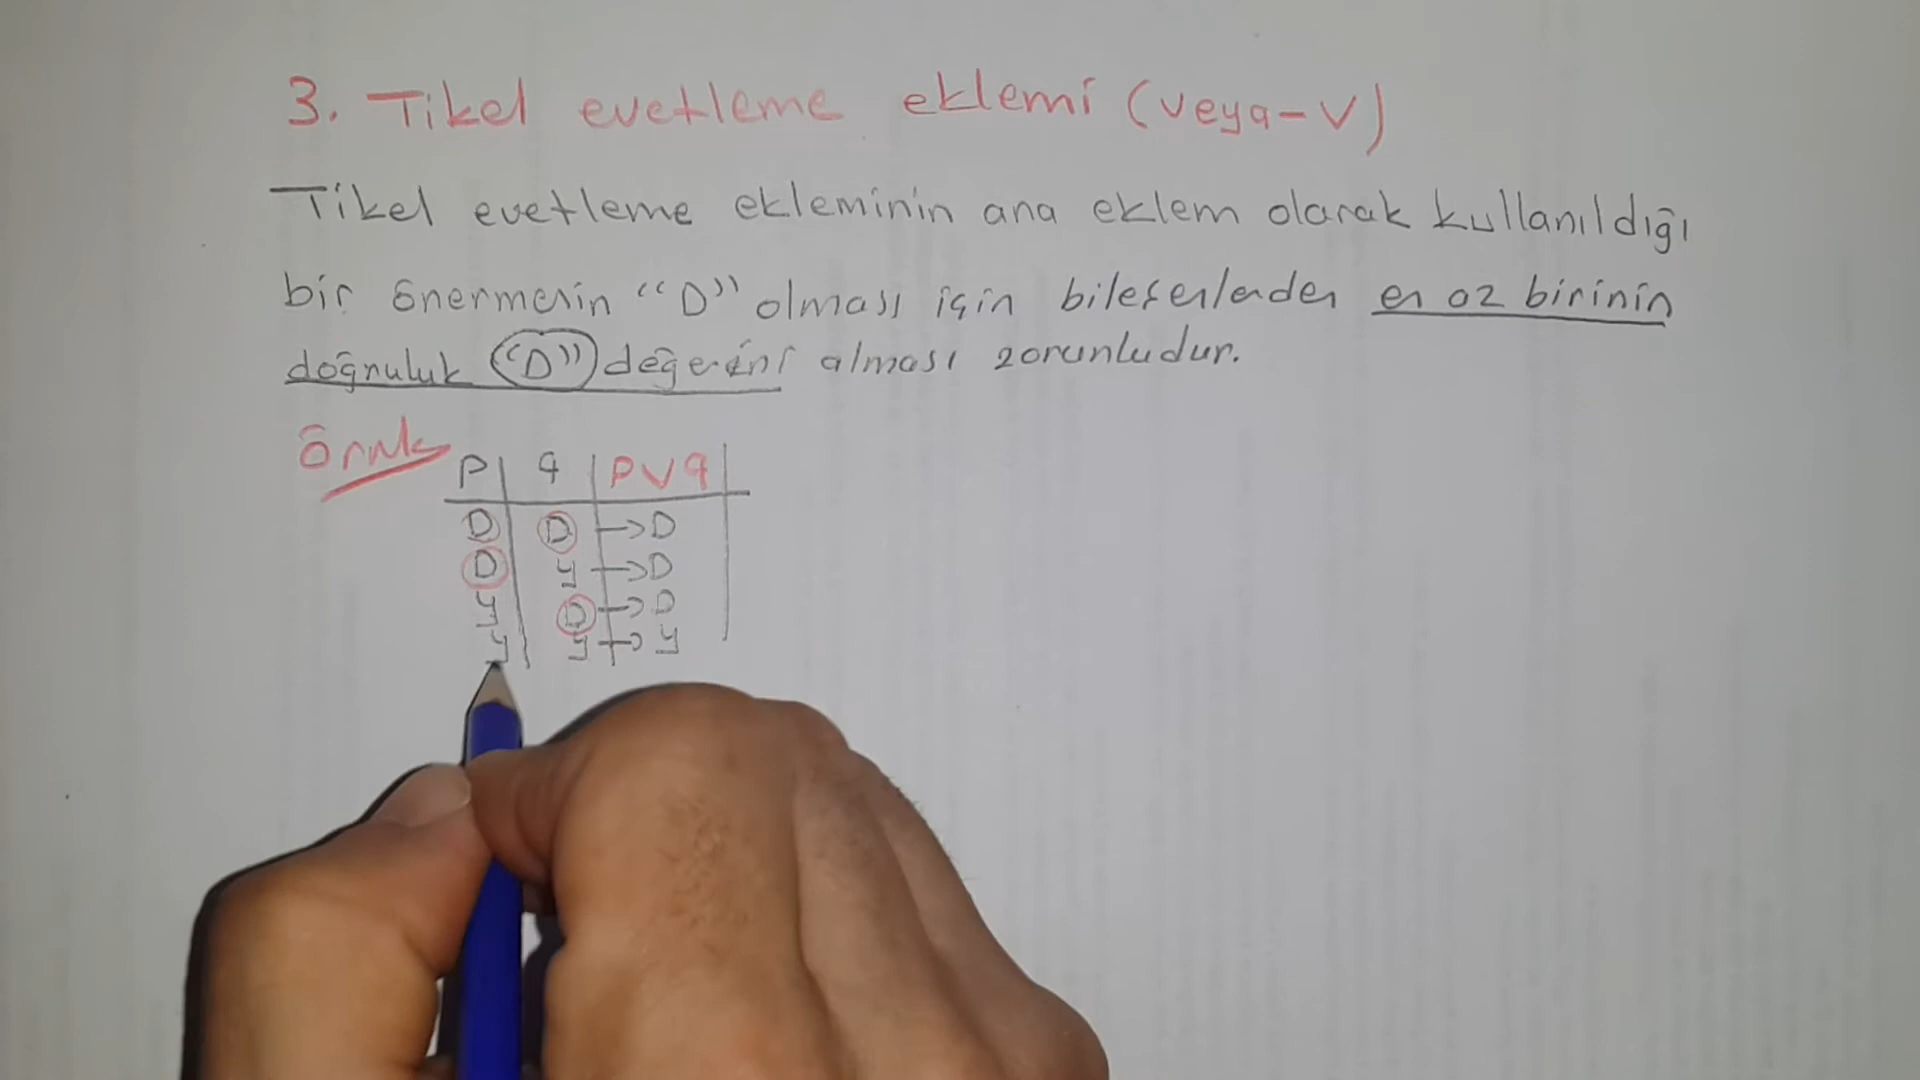 3. Tikel evetleme eklemi (veya-V)
Tikel evetleme ekleminin ana eklem olarak kullanıldığı
bir önermenin “D” olması için bileşenlerden en az birinin
doğruluk “D” değerini alması zorunludur.
Örnek
P q PVq
D D →D
D y →D
y D →D
y y → y